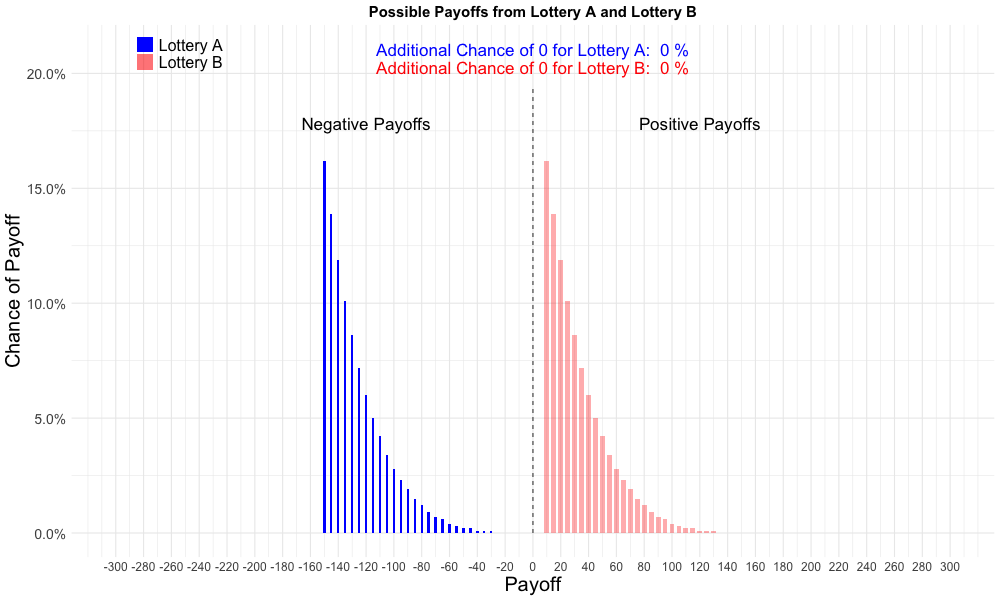 Possible Payoffs from Lottery A and Lottery B
Lottery A
Lottery B
Additional Chance of 0 for Lottery A:  0 %
Additional Chance of 0 for Lottery B:  0 %
Negative Payoffs
Positive Payoffs
Chance of Payoff
20.0%
15.0%
10.0%
5.0%
0.0%
-300 -280 -260 -240 -220 -200 -180 -160 -140 -120 -100 -80 -60 -40 -20 0 20 40 60 80 100 120 140 160 180 200 220 240 260 280 300
Payoff